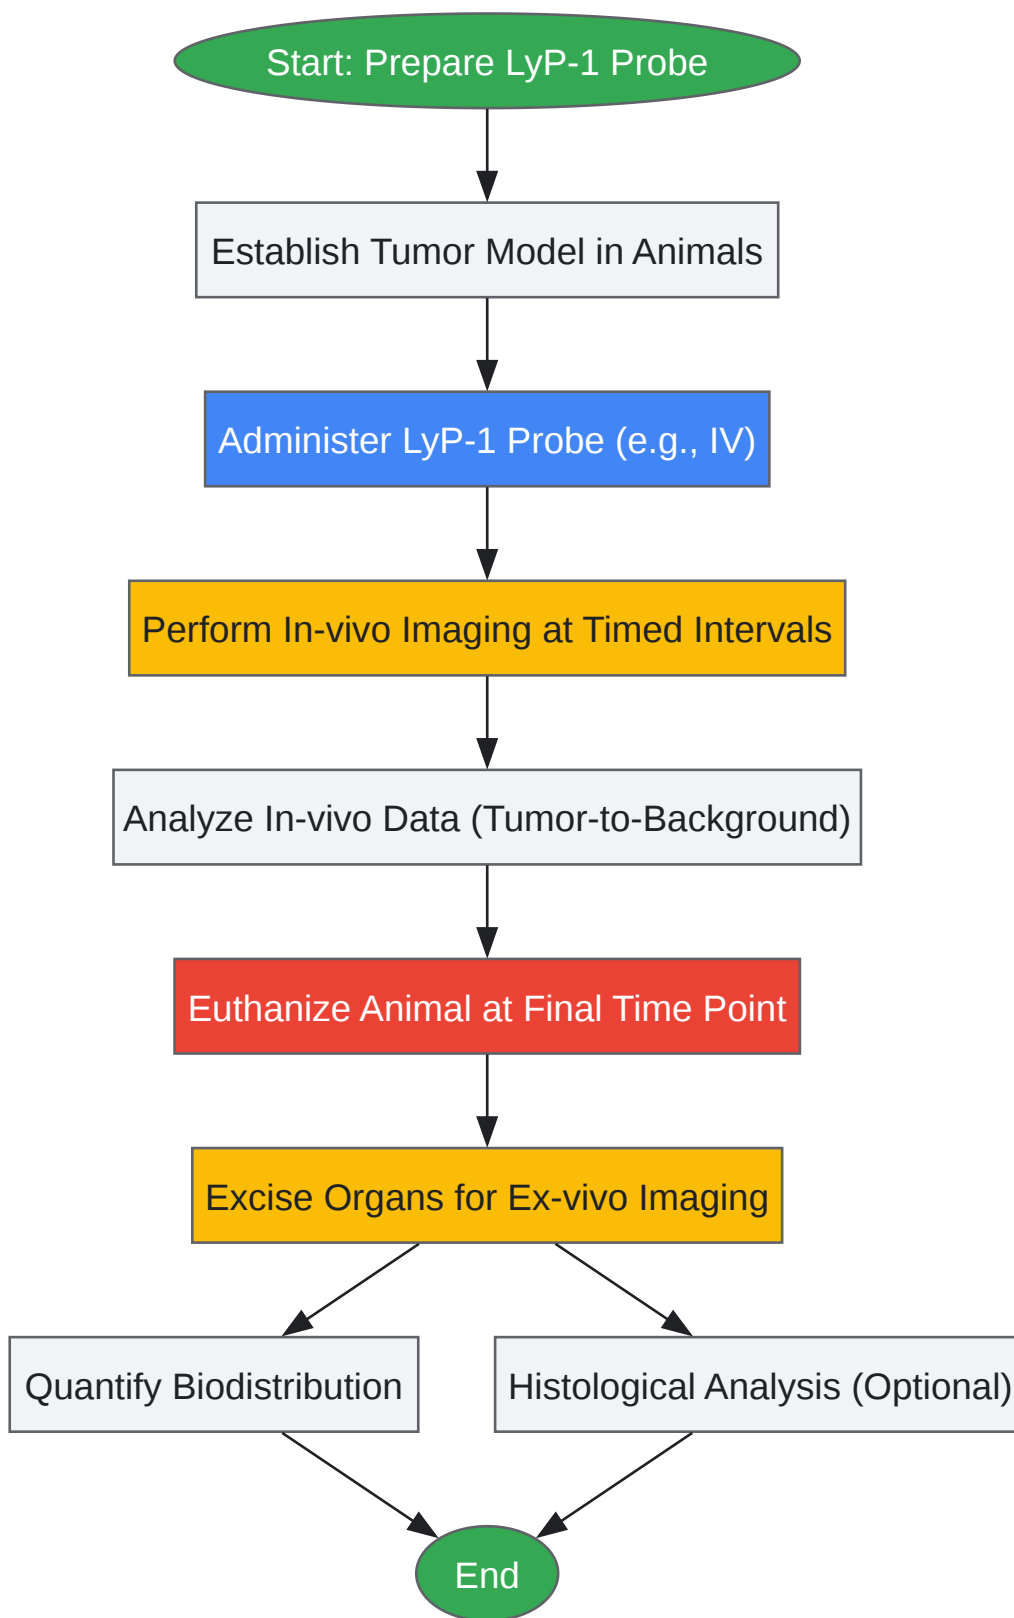 Start: Prepare LyP-1 Probe
Establish Tumor Model in Animals
Administer LyP-1 Probe (e.g., IV)
Perform In-vivo Imaging at Timed Intervals
Analyze In-vivo Data (Tumor-to-Background)
Euthanize Animal at Final Time Point
Excise Organs for Ex-vivo Imaging
Quantify Biodistribution
Histological Analysis (Optional)
End